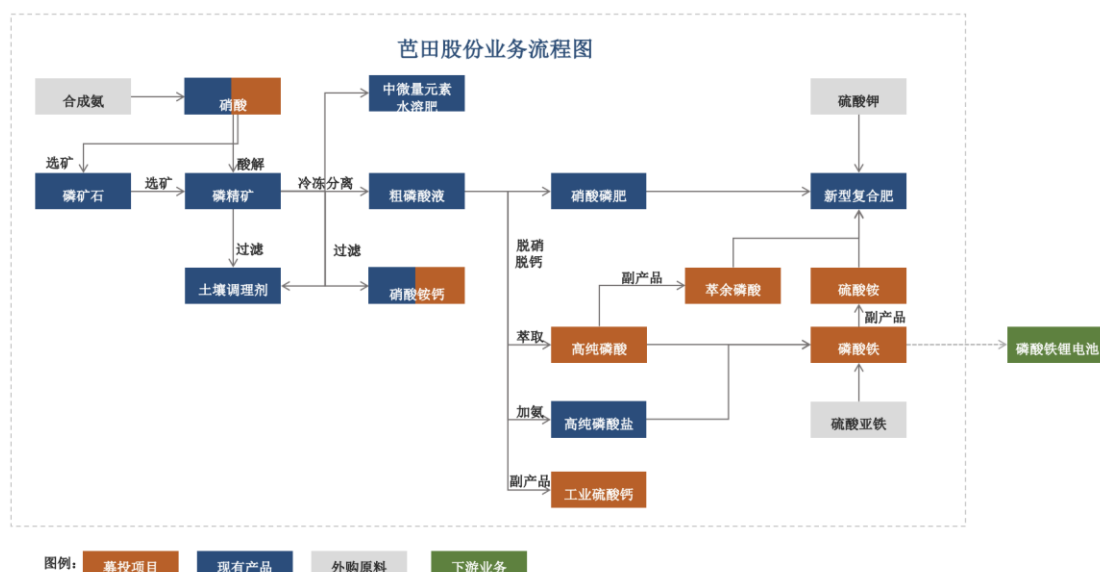 芭田股份业务流程图
合成氨
硝酸
中微量元素
水溶肥
硫酸钾
选矿
酸解
磷矿石
选矿
磷精矿
冷冻分离
粗磷酸液
硝酸磷肥
新型复合肥
过滤
过滤
脱硝
脱钙
土壤调理剂
硝酸铵钙
副产品
萃余磷酸
硫酸铵
副产品
萃取
高纯磷酸
磷酸铁
磷酸铁锂电池
加氨
高纯磷酸盐
硫酸亚铁
副产品
工业硫酸钙
图例：
募投项目
现有产品
外购原料
下游业务